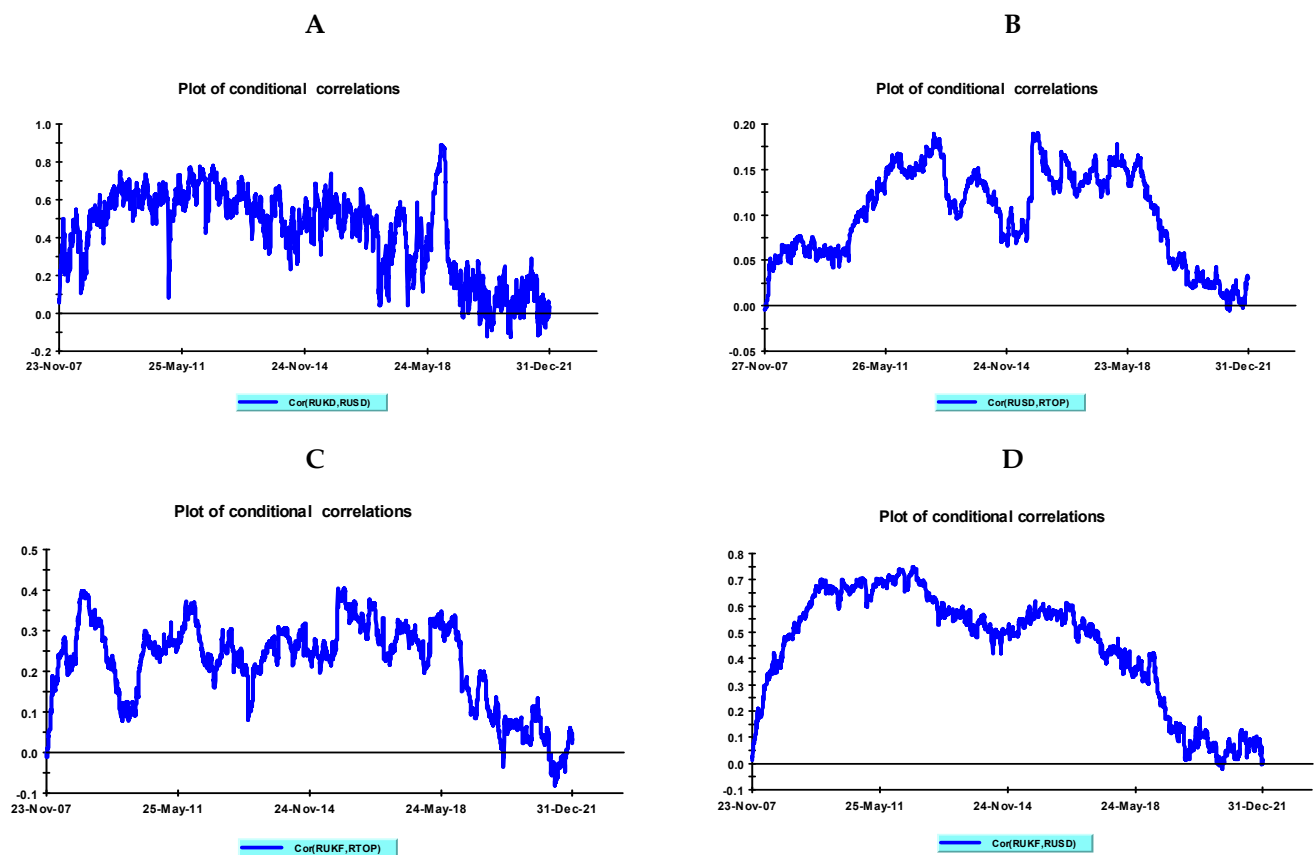 A
Plot of conditional correlations
1.0
0.8
0.6
0.4
0.2
0.0
-0.2
23-Nov-07 25-May-11 24-Nov-14 24-May-18 31-Dec-21
Cor(RUKD,RUSD)
B
Plot of conditional correlations
0.20
0.15
0.10
0.05
0.00
-0.05
27-Nov-07 26-May-11 24-Nov-14 23-May-18 31-Dec-21
Cor(RUSD,RTOP)
C
Plot of conditional correlations
0.5
0.4
0.3
0.2
0.1
0.0
-0.1
23-Nov-07 25-May-11 24-Nov-14 24-May-18 31-Dec-21
Cor(RUKF,RTOP)
D
Plot of conditional correlations
0.8
0.7
0.6
0.5
0.4
0.3
0.2
0.1
0.0
-0.1
23-Nov-07 25-May-11 24-Nov-14 24-May-18 31-Dec-21
Cor(RUKF,RUSD)